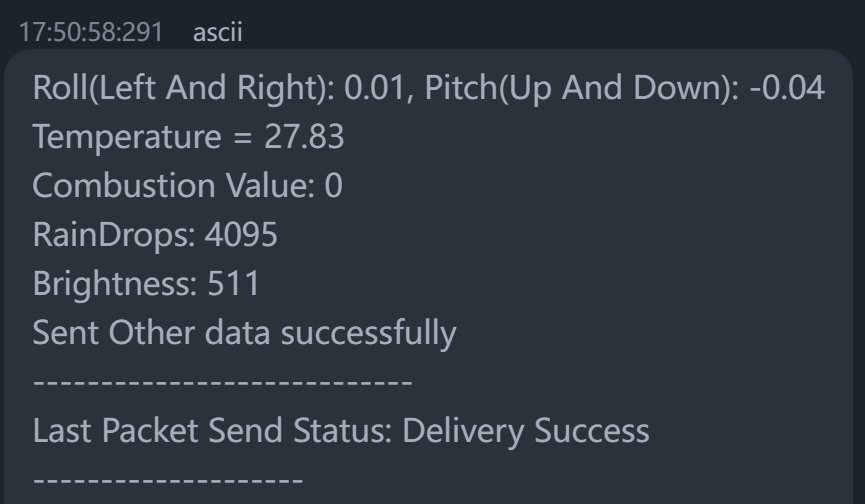 17:50:58:291 ascii
Roll(Left And Right): 0.01, Pitch(Up And Down): -0.04
Temperature = 27.83
Combustion Value: 0
RainDrops: 4095
Brightness: 511
Sent Other data successfully
----------------------------
Last Packet Send Status: Delivery Success
--------------------